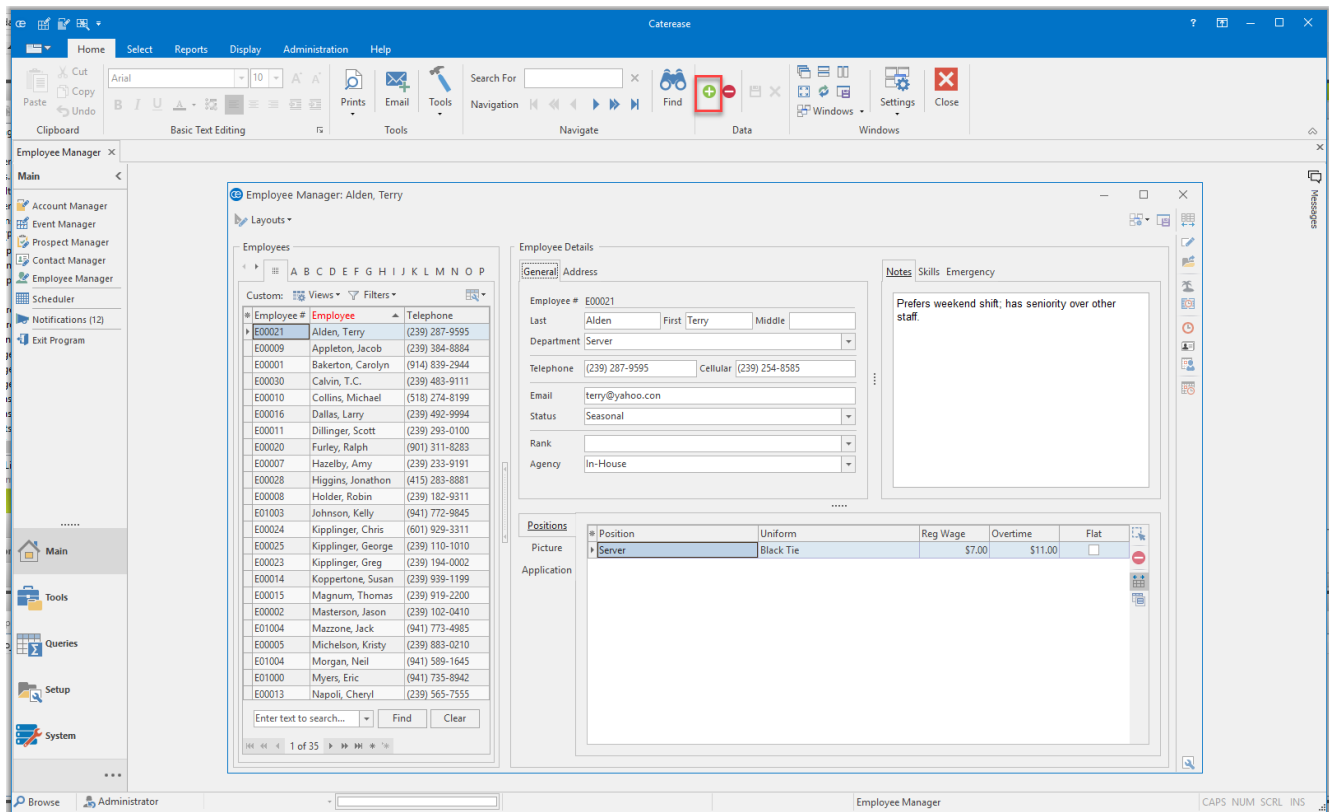 Caterease
Home Select Reports Display Administration Help
Cut
Copy
Paste
Undo
Clipboard
Arial 10
B I U A
Basic Text Editing
Prints
Email
Tools
Tools
Search For
Navigation
Find
Navigate
Data
Windows
Settings
Close
Windows
Employee Manager
Main
Account Manager
Event Manager
Prospect Manager
Contact Manager
Employee Manager
Scheduler
Notifications (12)
Exit Program
Main
Tools
Queries
Setup
System
Messages
Employee Manager: Alden, Terry
Layouts
Employees
# A B C D E F G H I J K L M N O P
Custom: Views Filters
Employee # Employee Telephone
E00021 Alden, Terry (239) 287-9595
E00009 Appleton, Jacob (239) 384-8884
E00001 Bakerton, Carolyn (914) 839-2944
E00030 Calvin, T.C. (239) 483-9111
E00010 Collins, Michael (518) 274-8199
E00016 Dallas, Larry (239) 492-9994
E00011 Dillinger, Scott (239) 293-0100
E00020 Furley, Ralph (901) 311-8283
E00007 Hazelby, Amy (239) 233-9191
E00028 Higgins, Jonathon (415) 283-8881
E00008 Holder, Robin (239) 182-9311
E01003 Johnson, Kelly (941) 772-9845
E00024 Kipplinger, Chris (601) 929-3311
E00025 Kipplinger, George (239) 110-1010
E00023 Kipplinger, Greg (239) 194-0002
E00014 Koppertone, Susan (239) 939-1199
E00015 Magnum, Thomas (239) 919-2200
E00002 Masterson, Jason (239) 102-0410
E01004 Mazzone, Jack (941) 773-4985
E00005 Michelson, Kristy (239) 883-0210
E01004 Morgan, Neil (941) 589-1645
E01000 Myers, Eric (941) 735-8942
E00013 Napoli, Cheryl (239) 565-7555
Enter text to search... Find Clear
1 of 35
Employee Details
General Address
Employee # E00021
Last Alden First Terry Middle
Department Server
Telephone (239) 287-9595 Cellular (239) 254-8585
Email terry@yahoo.con
Status Seasonal
Rank
Agency In-House
Notes Skills Emergency
Prefers weekend shift; has seniority over other
staff.
Positions
Picture
Application
Position Uniform Reg Wage Overtime Flat
Server Black Tie $7.00 $11.00
Browse Administrator Employee Manager CAPS NUM SCRL INS